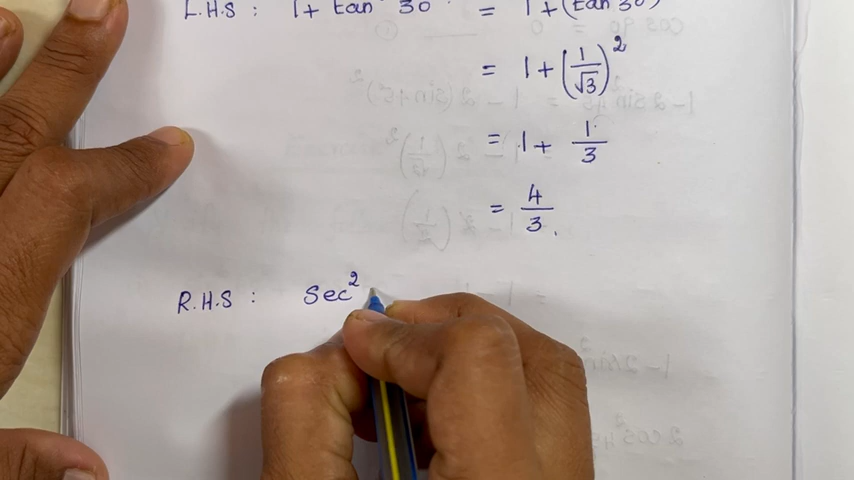 L.H.S : 1 + tan 30 = 1 + (tan 30)
= 1 + (1/√3)²
= 1 + 1/3
= 4/3.
R.H.S : Sec²